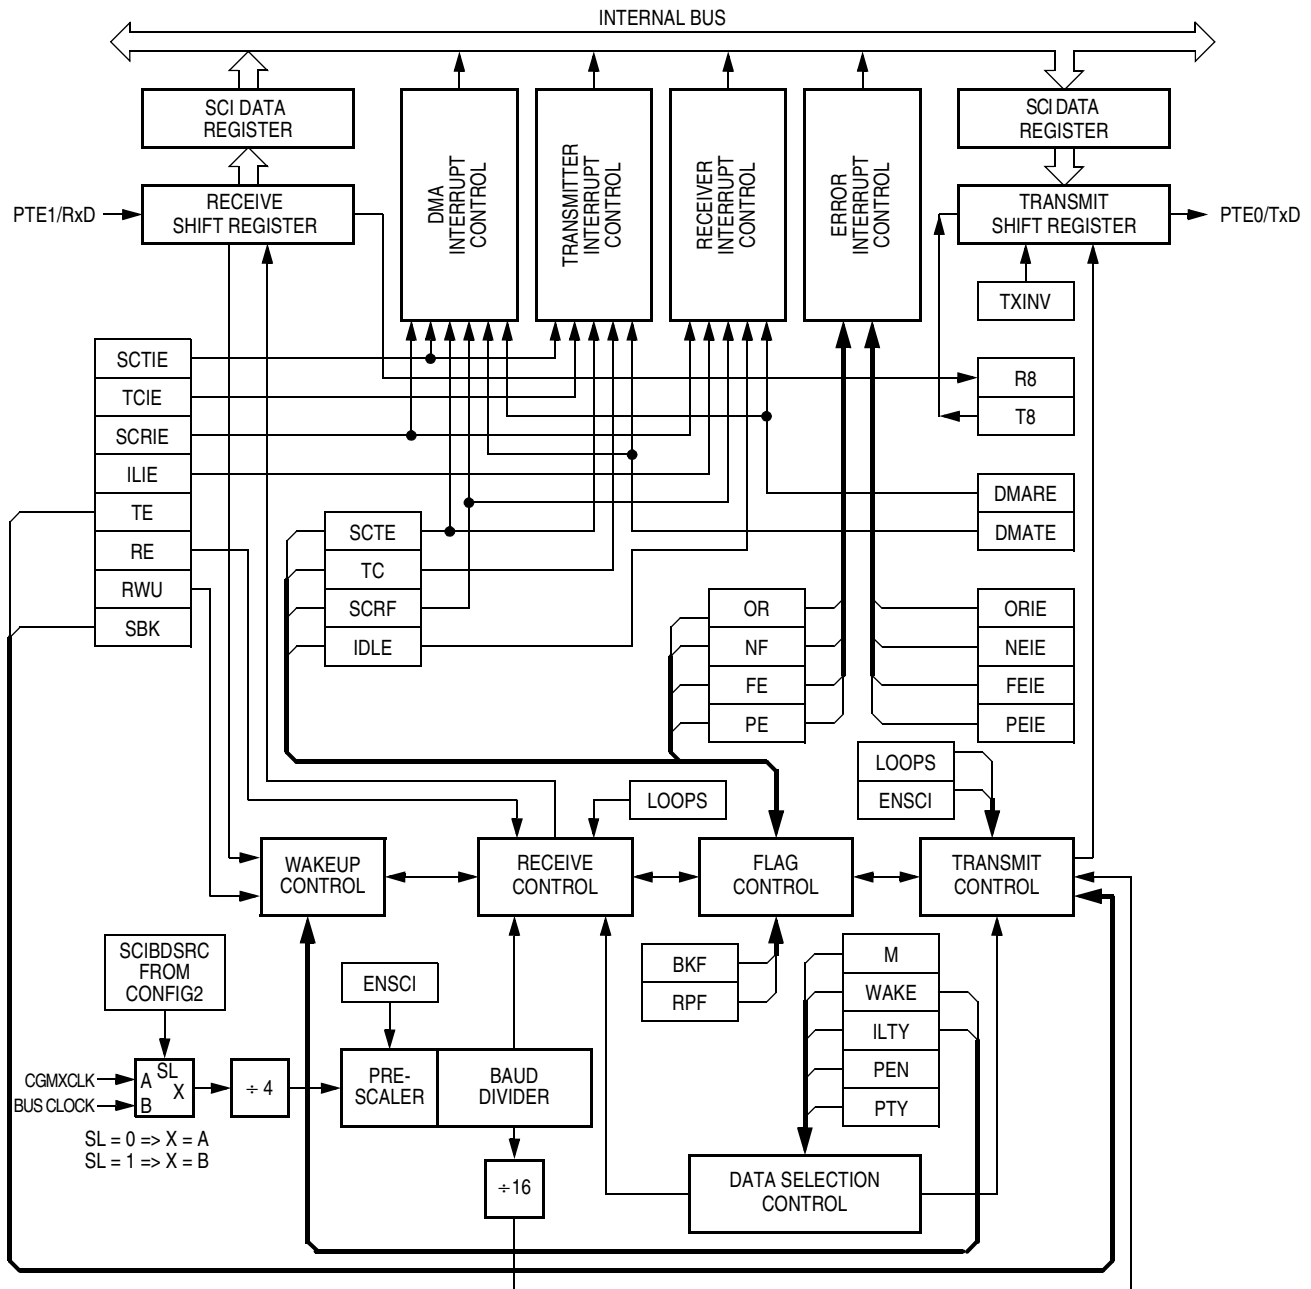 INTERNAL BUS
SCI DATA
REGISTER
DMA
INTERRUPT
CONTROL
TRANSMITTER
INTERRUPT
CONTROL
RECEIVER
INTERRUPT
CONTROL
ERROR
INTERRUPT
CONTROL
SCI DATA
REGISTER
PTE1/RxD
RECEIVE
SHIFT REGISTER
TRANSMIT
SHIFT REGISTER
PTE0/TxD
TXINV
SCTIE
TCIE
SCRIE
ILIE
TE
RE
RWU
SBK
R8
T8
DMARE
DMATE
SCTE
TC
SCRF
IDLE
OR
NF
FE
PE
ORIE
NEIE
FEIE
PEIE
LOOPS
ENSCI
LOOPS
WAKEUP
CONTROL
RECEIVE
CONTROL
FLAG
CONTROL
TRANSMIT
CONTROL
SCIBDSRC
FROM
CONFIG2
ENSCI
BKF
RPF
M
WAKE
ILTY
PEN
PTY
CGMXCLK
BUS CLOCK
A
SL
X
B
÷ 4
PRE-
SCALER
BAUD
DIVIDER
SL = 0 => X = A
SL = 1 => X = B
÷16
DATA SELECTION
CONTROL